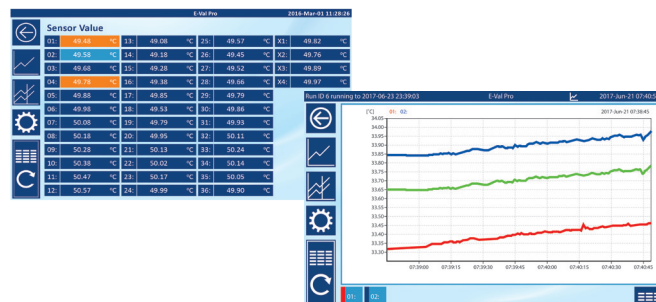 E-Val Pro 2016-Mar-01 11:28:26
Sensor Value
01: 49.48 °C 13: 49.08 °C 25: 49.57 °C X1: 49.82 °C
02: 49.58 °C 14: 49.18 °C 26: 49.45 °C X2: 49.76 °C
03: 49.68 °C 15: 49.28 °C 27: 49.52 °C X3: 49.89 °C
04: 49.78 °C 16: 49.38 °C 28: 49.66 °C X4: 49.97 °C
05: 49.88 °C 17: 49.85 °C 29: 49.79 °C
06: 49.98 °C 18: 49.53 °C 30: 49.86 °C
07: 50.08 °C 19: 49.79 °C 31: 49.93 °C
08: 50.18 °C 20: 49.95 °C 32: 50.11 °C
09: 50.28 °C 21: 50.13 °C 33: 50.24 °C
10: 50.38 °C 22: 50.02 °C 34: 50.14 °C
11: 50.47 °C 23: 50.17 °C 35: 50.05 °C
12: 50.57 °C 24: 49.99 °C 36: 49.90 °C
Run ID 6 running to 2017-06-23 23:39:03 E-Val Pro 2017-Jun-21 07:40:5
[°C] 01: 02: 2017-Jun-21 07:38:45
34.05
34.00
33.95
33.90
33.85
33.80
33.75
33.70
33.65
33.60
33.55
33.50
33.45
33.40
33.35
33.30
07:39:00 07:39:15 07:39:30 07:39:45 07:40:00 07:40:15 07:40:30 07:40:45
01: 02: